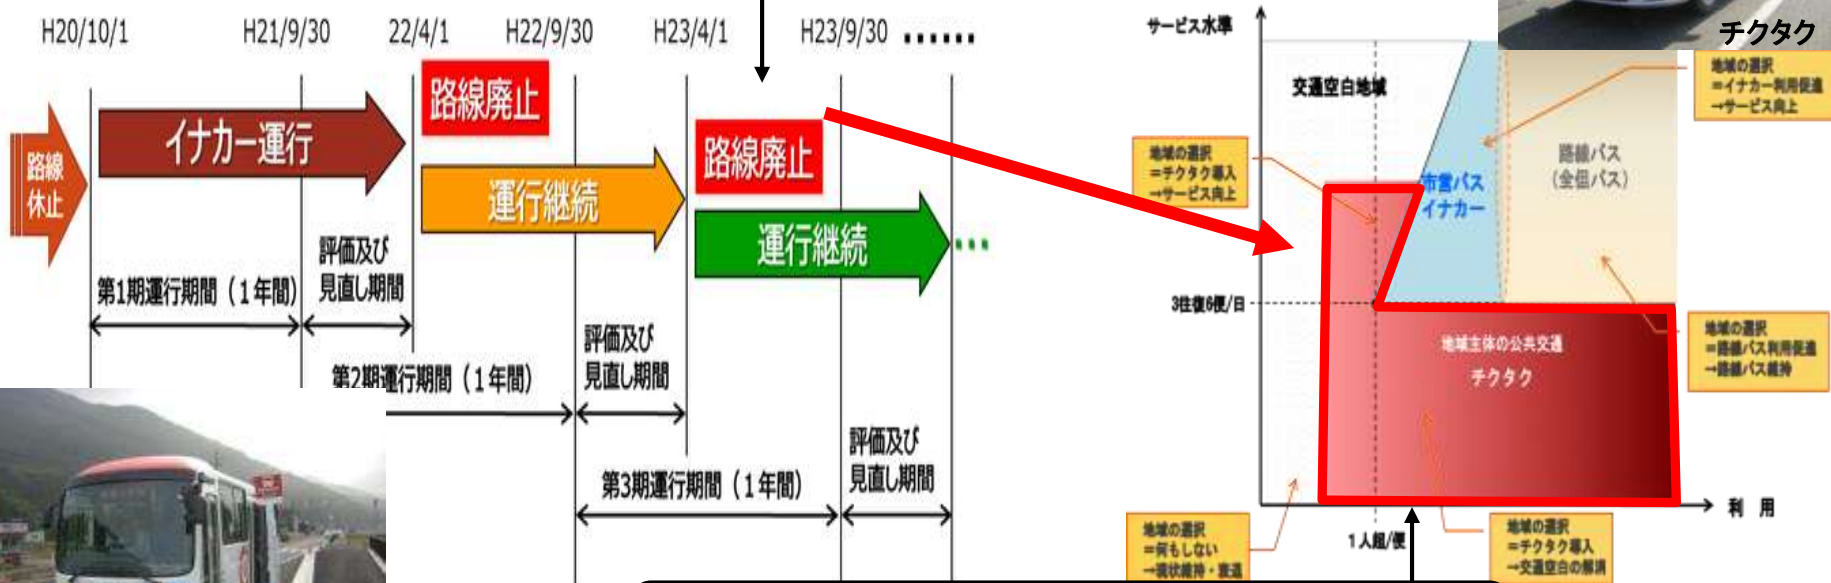 H20/10/1
H21/9/30
22/4/1
H22/9/30
H23/4/1
H23/9/30 ……
路線
休止
イナカー運行
路線廃止
運行継続
路線廃止
運行継続
第1期運行期間（1年間）
評価及び
見直し期間
第2期運行期間（1年間）
評価及び
見直し期間
第3期運行期間（1年間）
評価及び
見直し期間
チクタク
サービス水準
交通空白地域
地域の選択
＝チクタク導入
→サービス向上
市営バス
イナカー
路線バス
（全但バス）
地域の選択
＝イナカー利用促進
→サービス向上
3往復6便/日
地域主体の公共交通
チクタク
地域の選択
＝路線バス利用促進
→路線バス維持
利 用
1人超/便
地域の選択
＝何もしない
→現状維持・衰退
地域の選択
＝チクタク導入
→交通空白の解消